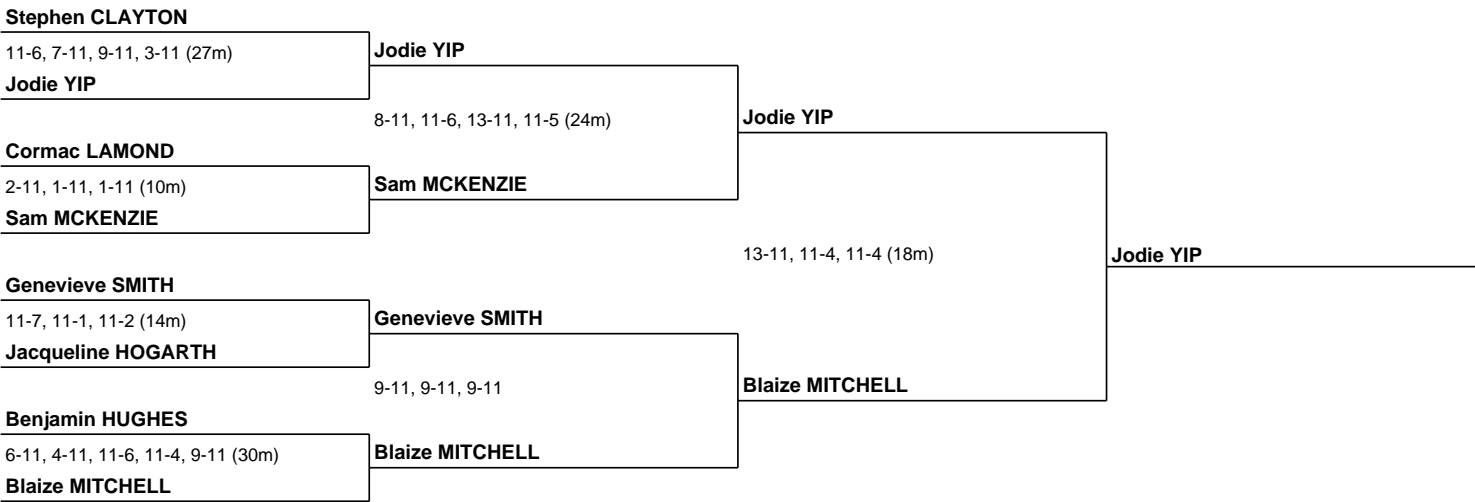 Stephen CLAYTON
11-6, 7-11, 9-11, 3-11 (27m)
Jodie YIP
Jodie YIP
8-11, 11-6, 13-11, 11-5 (24m)
Jodie YIP
Cormac LAMOND
2-11, 1-11, 1-11 (10m)
Sam MCKENZIE
Sam MCKENZIE
13-11, 11-4, 11-4 (18m)
Jodie YIP
Genevieve SMITH
11-7, 11-1, 11-2 (14m)
Genevieve SMITH
Jacqueline HOGARTH
9-11, 9-11, 9-11
Blaize MITCHELL
Benjamin HUGHES
6-11, 4-11, 11-6, 11-4, 9-11 (30m)
Blaize MITCHELL
Blaize MITCHELL